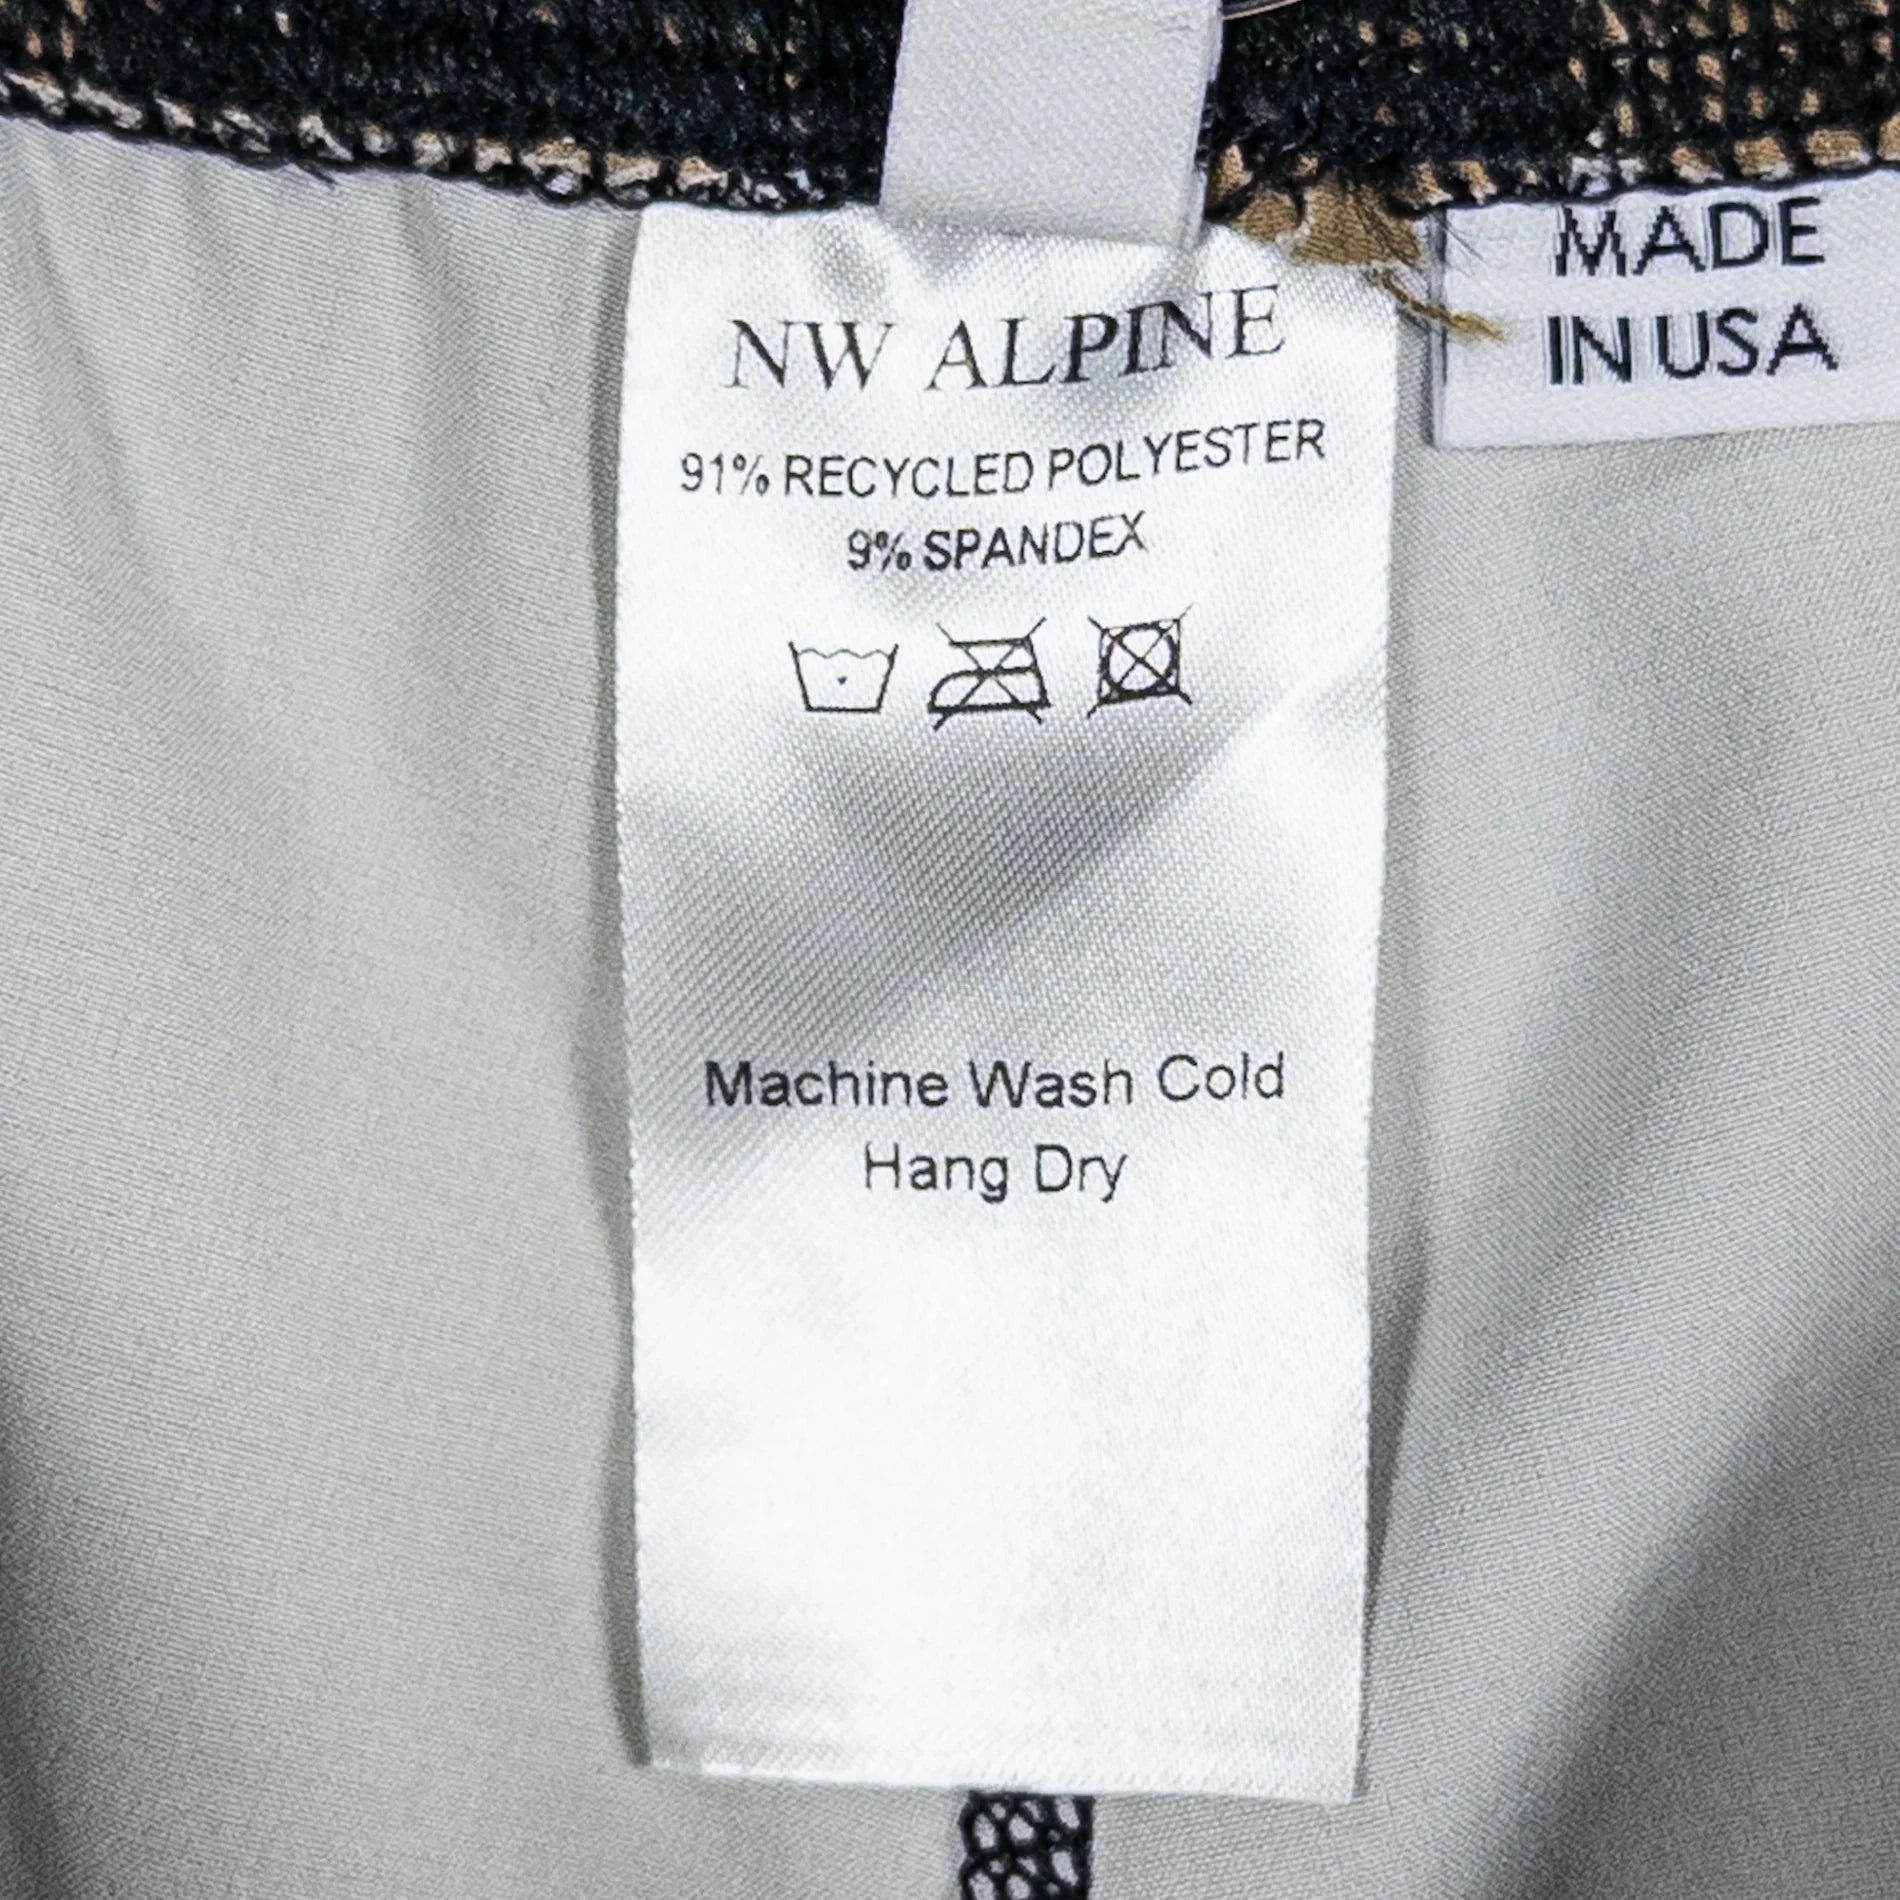 NW ALPINE
91% RECYCLED POLYESTER
9% SPANDEX
Machine Wash Cold
Hang Dry
MADE
IN USA